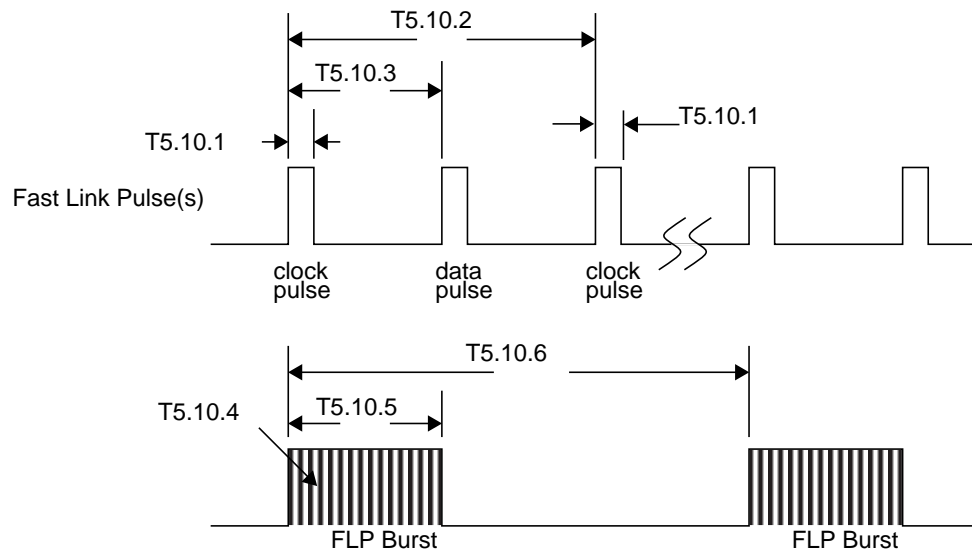 T5.10.2
T5.10.3
T5.10.1
T5.10.1
Fast Link Pulse(s)
clock
pulse
data
pulse
clock
pulse
T5.10.6
T5.10.4
T5.10.5
FLP Burst
FLP Burst